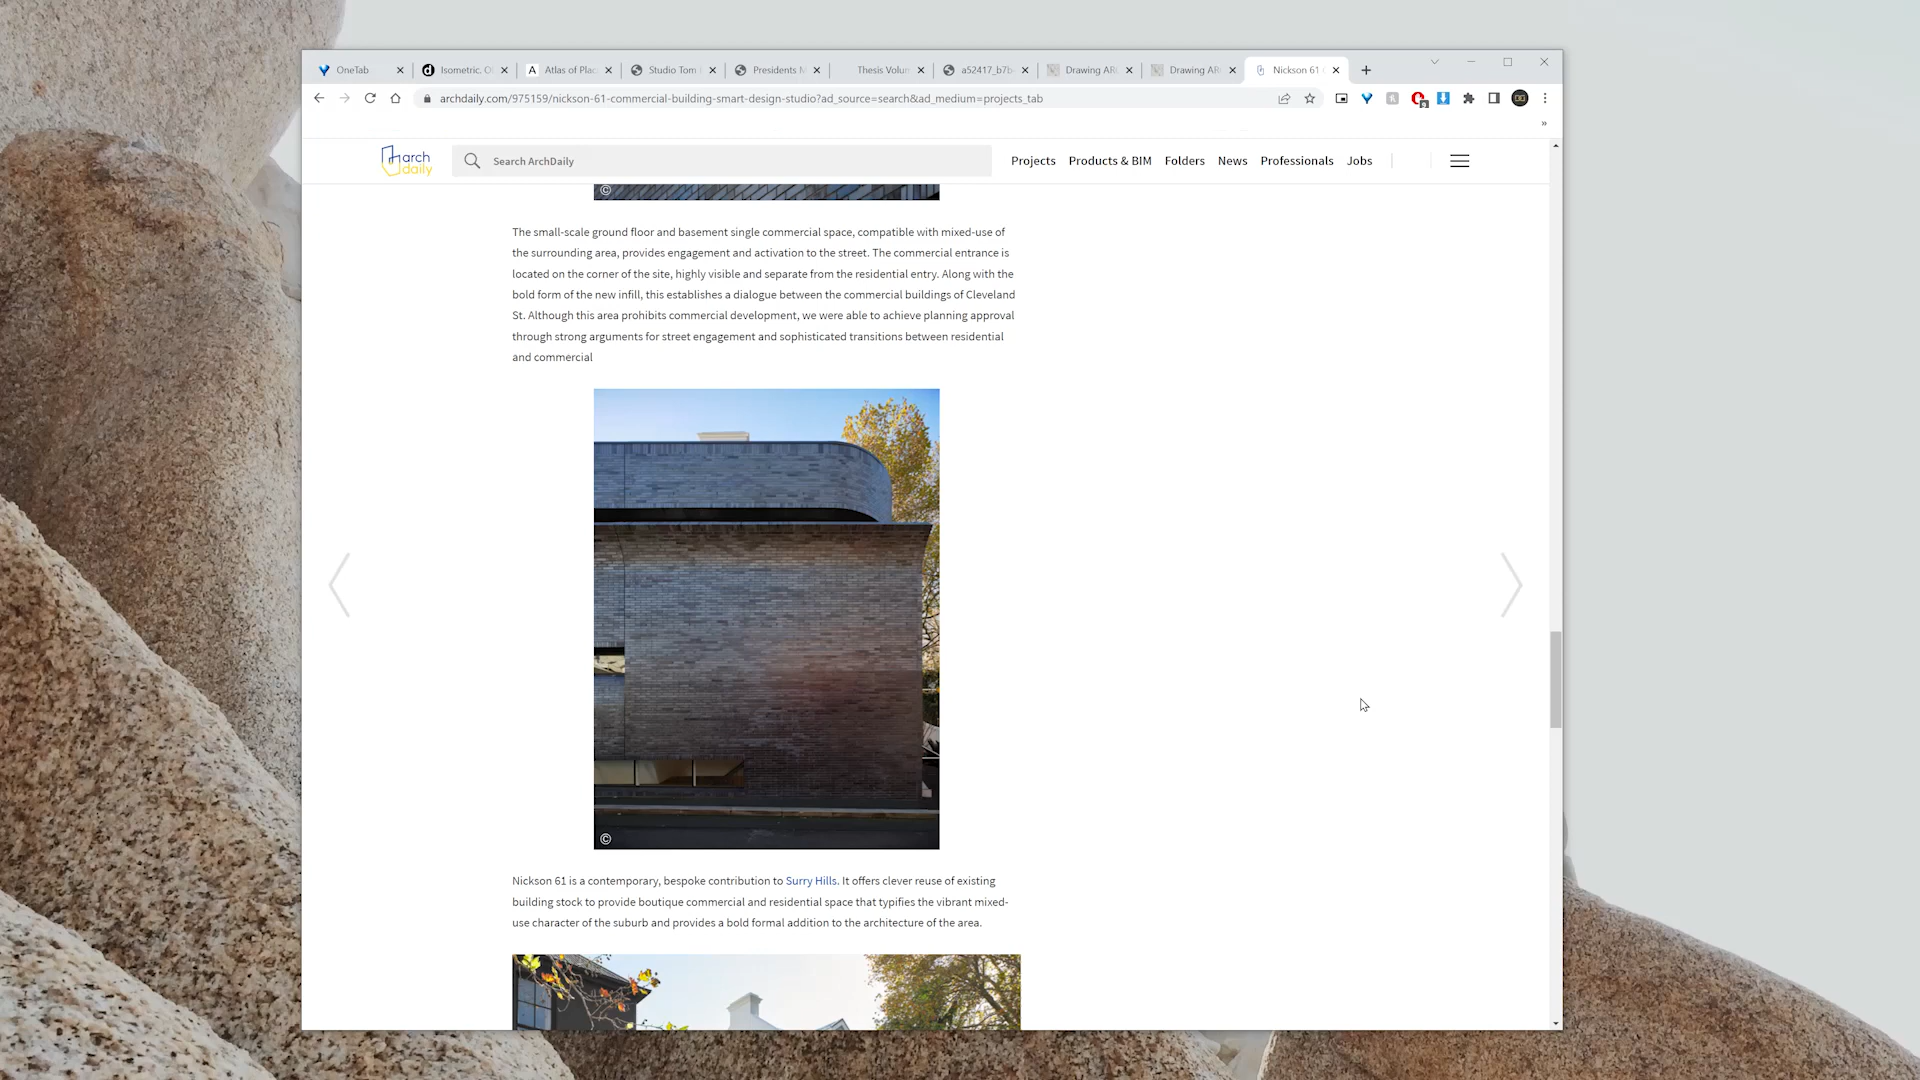 OneTab
Isometric, Ol
Atlas of Plac
Studio Tom
Presidents M
Thesis Volum
a52417_b7b
Drawing AR
Drawing AR
Nickson 61
archdaily.com/975159/nickson-61-commercial-building-smart-design-studio?ad_source=search&ad_medium=projects_tab
»
arch
daily
Search ArchDaily
Projects
Products & BIM
Folders
News
Professionals
Jobs
©
The small-scale ground floor and basement single commercial space, compatible with mixed-use of
the surrounding area, provides engagement and activation to the street. The commercial entrance is
located on the corner of the site, highly visible and separate from the residential entry. Along with the
bold form of the new infill, this establishes a dialogue between the commercial buildings of Cleveland
St. Although this area prohibits commercial development, we were able to achieve planning approval
through strong arguments for street engagement and sophisticated transitions between residential
and commercial
©
Nickson 61 is a contemporary, bespoke contribution to Surry Hills. It offers clever reuse of existing
building stock to provide boutique commercial and residential space that typifies the vibrant mixed-
use character of the suburb and provides a bold formal addition to the architecture of the area.